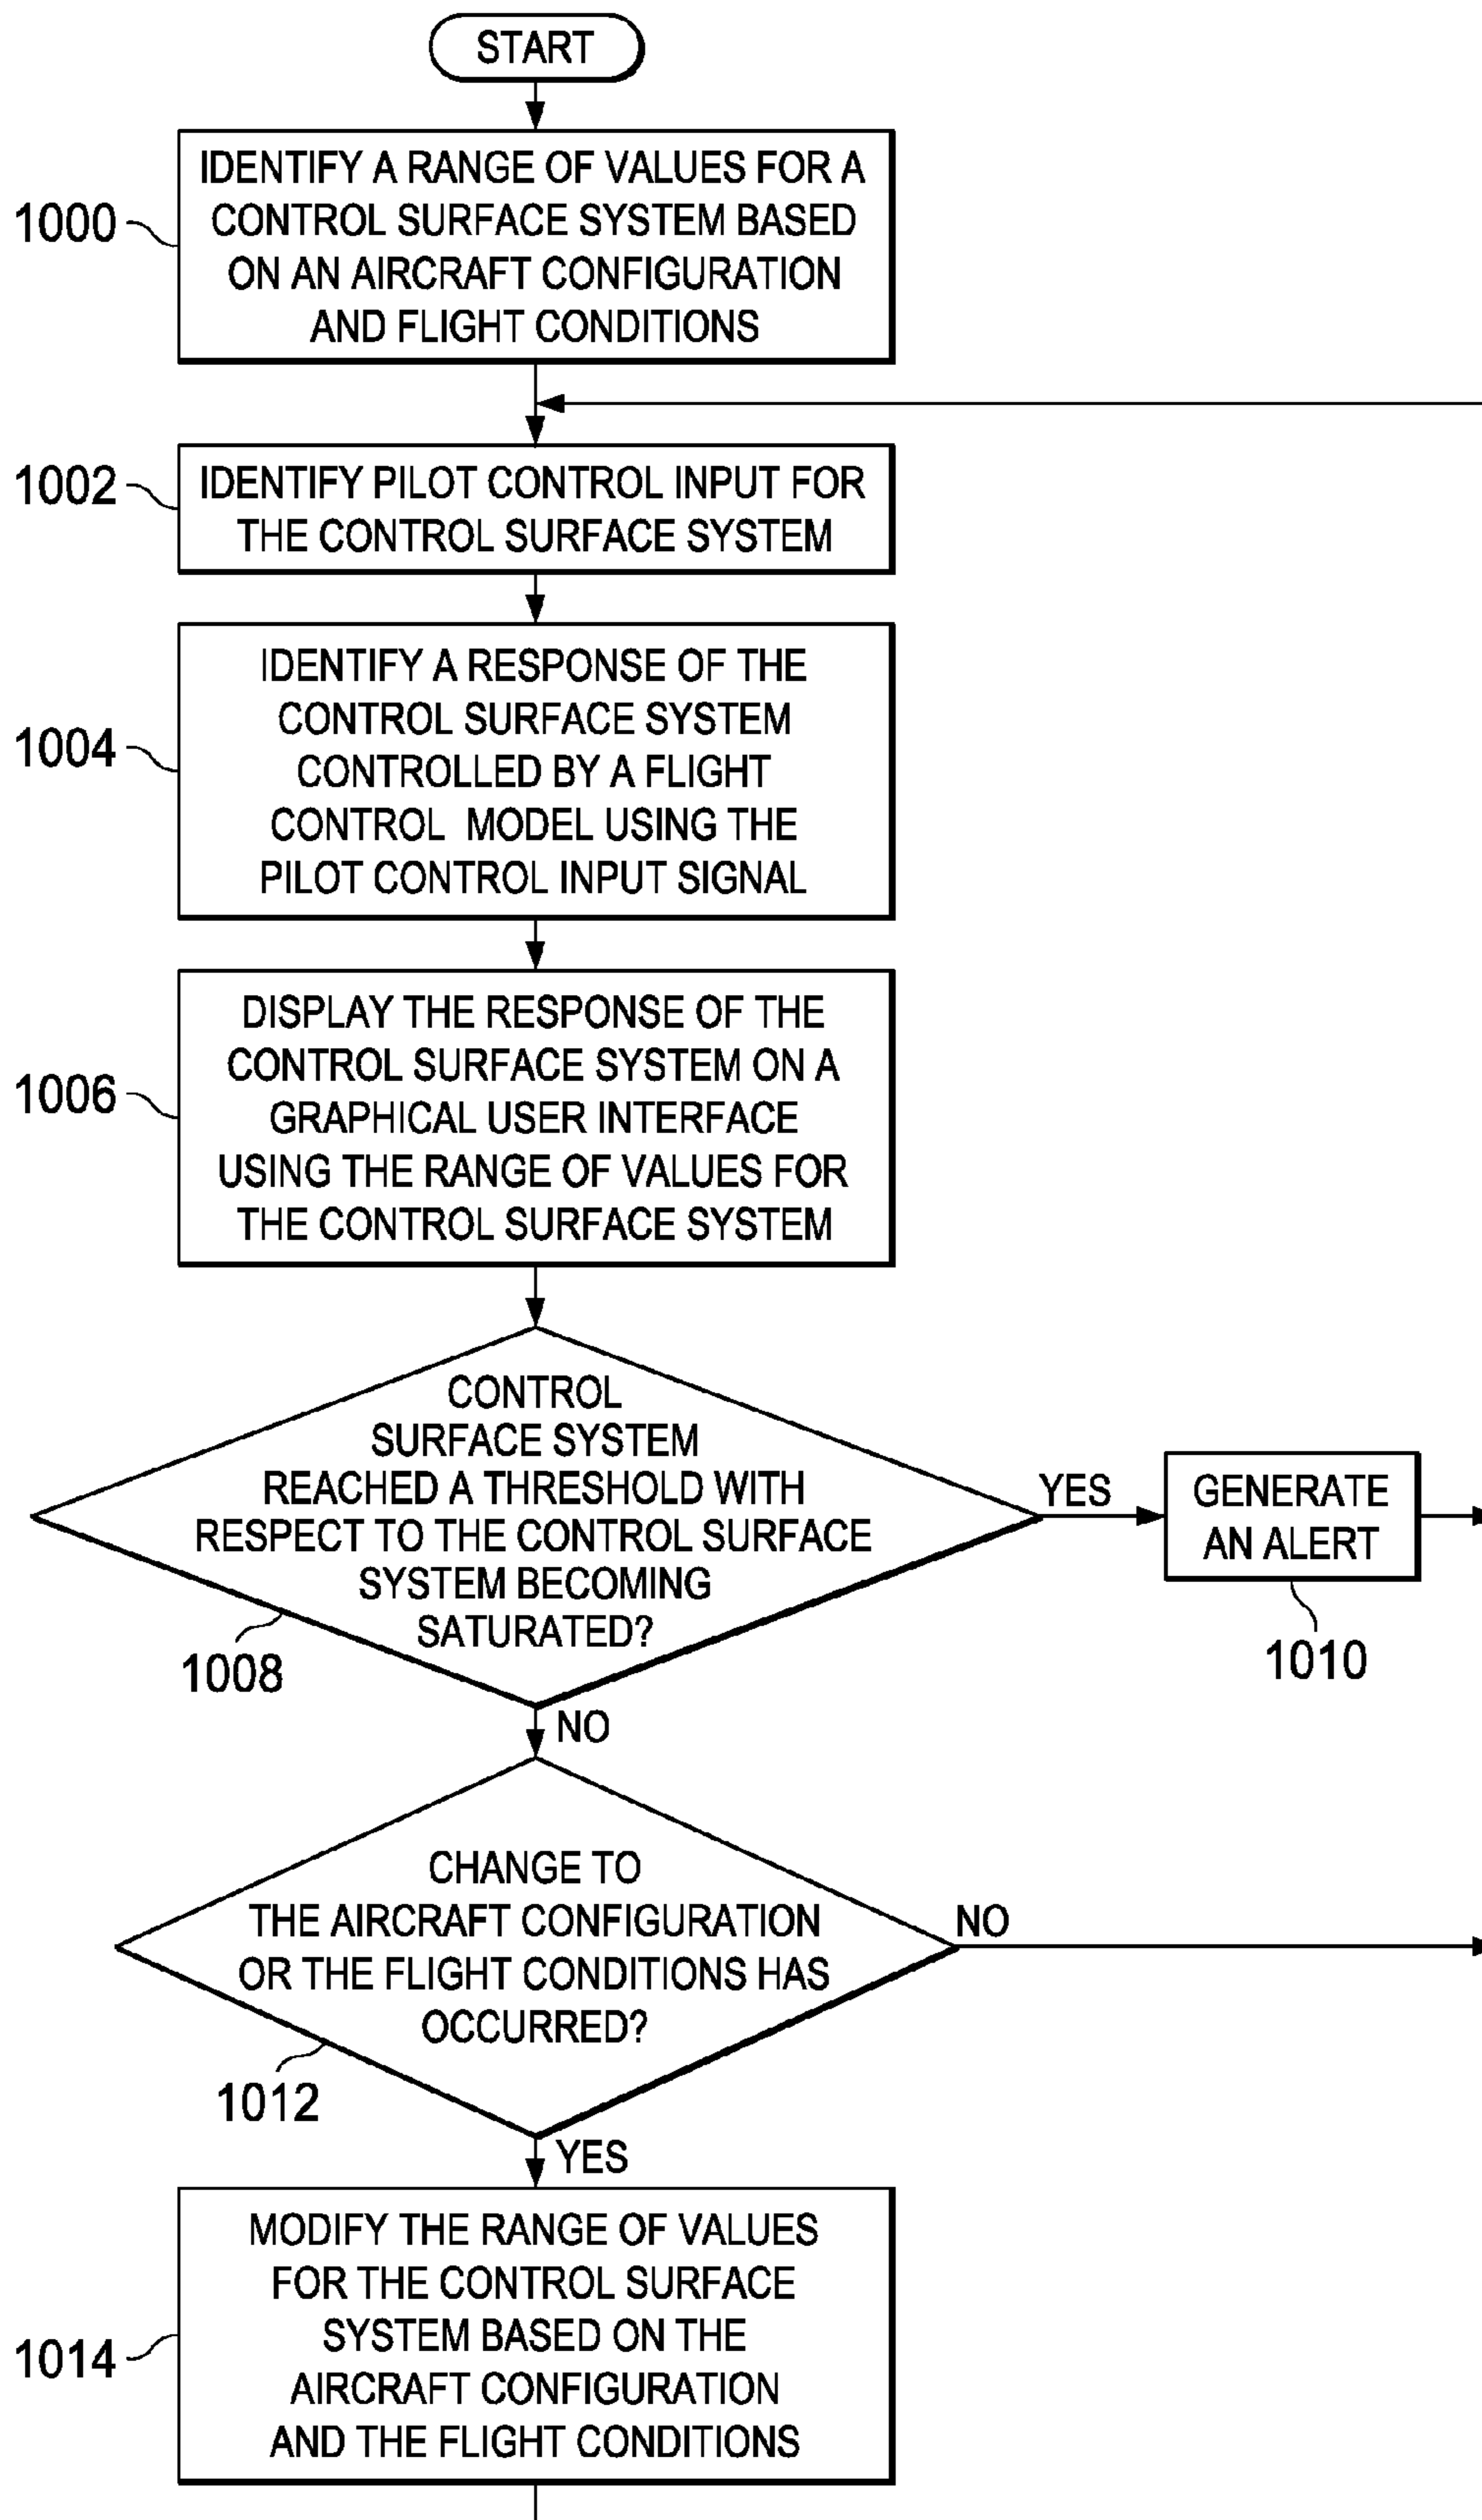 START
IDENTIFY A RANGE OF VALUES FOR A
CONTROL SURFACE SYSTEM BASED
ON AN AIRCRAFT CONFIGURATION
AND FLIGHT CONDITIONS
1000
IDENTIFY PILOT CONTROL INPUT FOR
THE CONTROL SURFACE SYSTEM
1002
IDENTIFY A RESPONSE OF THE
CONTROL SURFACE SYSTEM
CONTROLLED BY A FLIGHT
CONTROL MODEL USING THE
PILOT CONTROL INPUT SIGNAL
1004
DISPLAY THE RESPONSE OF THE
CONTROL SURFACE SYSTEM ON A
GRAPHICAL USER INTERFACE
USING THE RANGE OF VALUES FOR
THE CONTROL SURFACE SYSTEM
1006
CONTROL
SURFACE SYSTEM
REACHED A THRESHOLD WITH
RESPECT TO THE CONTROL SURFACE
SYSTEM BECOMING
SATURATED?
1008
YES
GENERATE
AN ALERT
1010
NO
CHANGE TO
THE AIRCRAFT CONFIGURATION
OR THE FLIGHT CONDITIONS HAS
OCCURRED?
1012
NO
YES
MODIFY THE RANGE OF VALUES
FOR THE CONTROL SURFACE
SYSTEM BASED ON THE
AIRCRAFT CONFIGURATION
AND THE FLIGHT CONDITIONS
1014